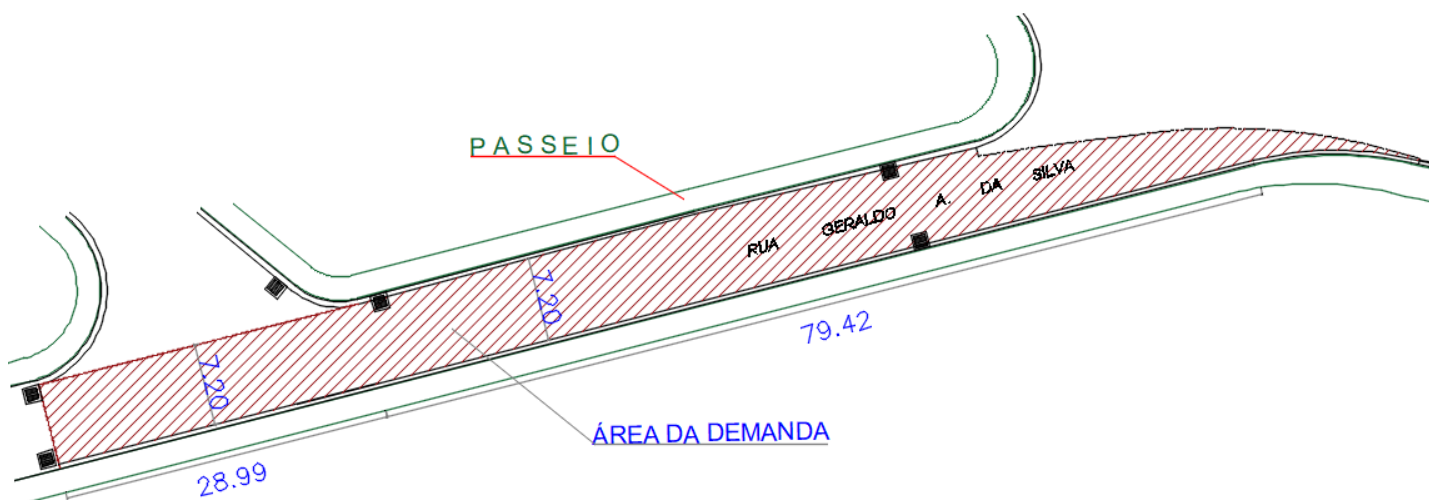 PASSEIO
RUA GERALDO A. DA SILVA
7.20
7.20
79.42
ÁREA DA DEMANDA
28.99